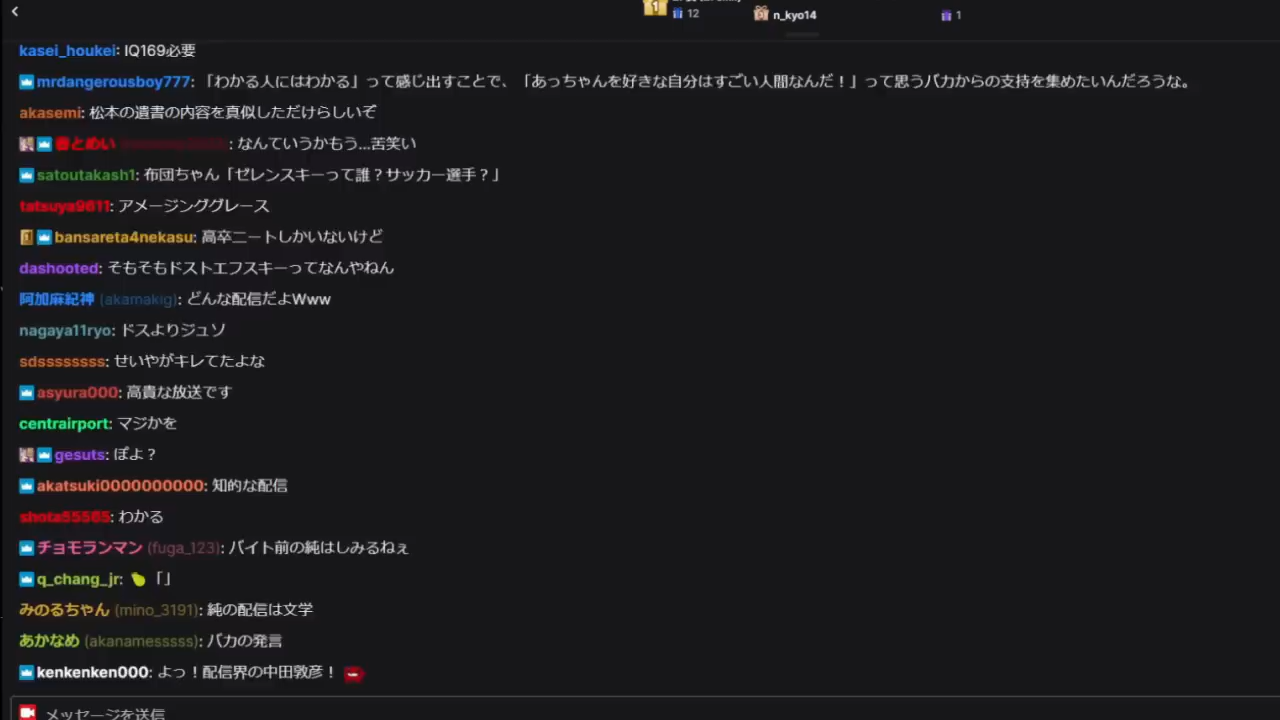 12
n_kyo14
1
kasei_houkei: IQ169必要
mrdangerousboy777: 「わかる人にはわかる」って感じ出すことで、「あっちゃんを好きな自分はすごい人間なんだ！」って思うバカからの支持を集めたいんだろうな。
akasemi: 松本の遺書の内容を真似しただけらしいぞ
春とめい : なんていうかもう...苦笑い
satoutakash1: 布団ちゃん「ゼレンスキーって誰？サッカー選手？」
tatsuya9611: アメージンググレース
bansareta4nekasu: 高卒ニートしかいないけど
dashooted: そもそもドストエフスキーってなんやねん
阿加麻紀神 (akamakig): どんな配信だよWww
nagaya11ryo: ドスよりジュソ
sdssssssss: せいやがキレてたよな
asyura000: 高貴な放送です
centrairport: マジかを
gesuts: ぽよ？
akatsuki0000000000: 知的な配信
shota55565: わかる
チョモランマン (fuga_123): バイト前の純はしみるねぇ
q_chang_jr: 「」
みのるちゃん (mino_3191): 純の配信は文学
あかなめ (akanamesssss): バカの発言
kenkenken000: よっ！配信界の中田敦彦！
メッセージを送信